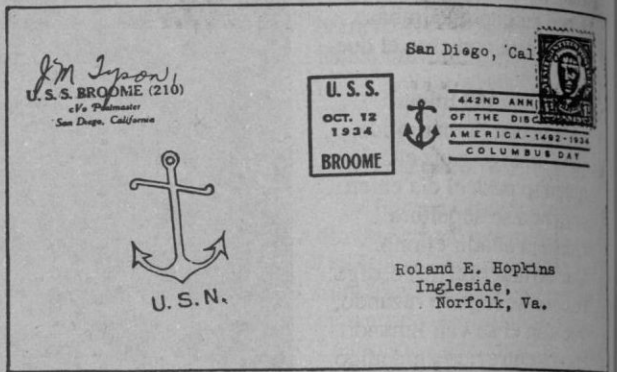 J M Tyson,
U. S. S. BROOME (210)
c/o Postmaster
San Diego, California
San Diego, Cal
U. S. S.
OCT. 12
1934
BROOME
442ND ANNI
OF THE DISC
AMERICA - 1492 - 1934
COLUMBUS DAY
U. S. N.
Roland E. Hopkins
Ingleside,
Norfolk, Va.